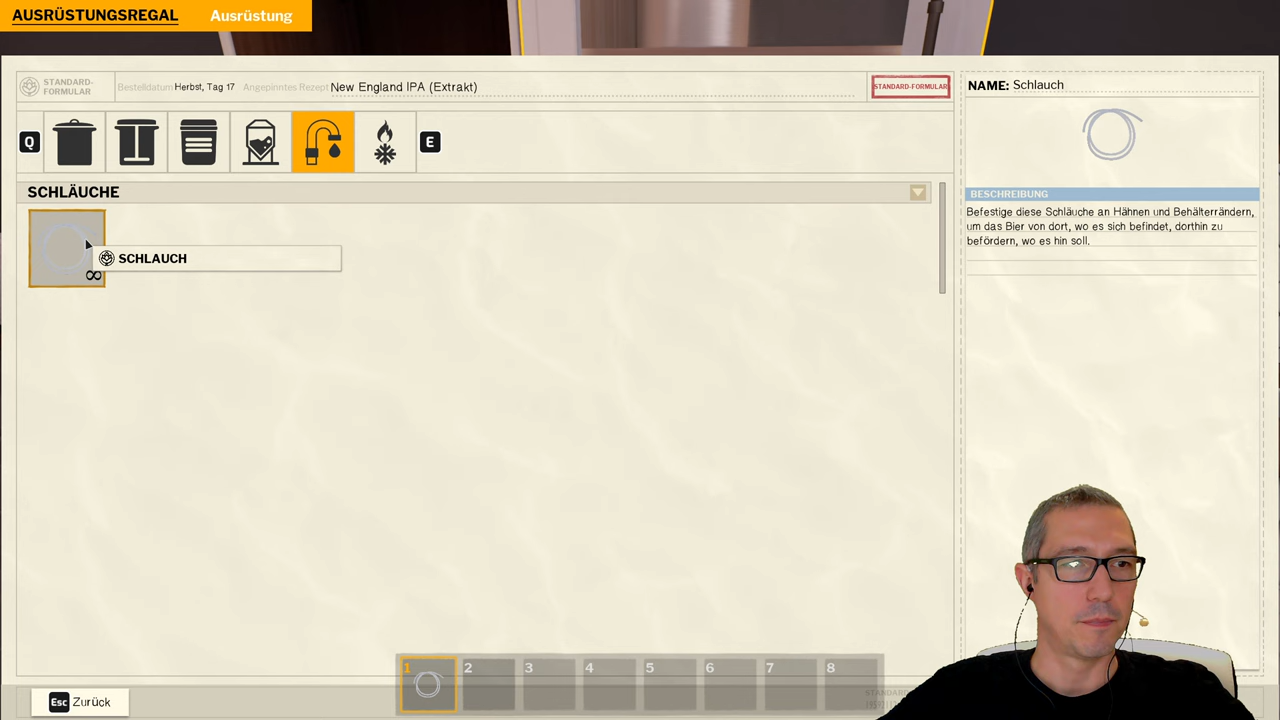 AUSRÜSTUNGSREGAL Ausrüstung
STANDARD-
FORMULAR
Bestelldatum Herbst, Tag 17 Angepinntes Rezept New England IPA (Extrakt)
STANDARD-FORMULAR
NAME: Schlauch
Q
E
SCHLÄUCHE
BESCHREIBUNG
Befestige diese Schläuche an Hähnen und Behälterrändern,
um das Bier von dort, wo es sich befindet, dorthin zu
befördern, wo es hin soll.
SCHLAUCH
∞
1 2 3 4 5 6 7 8
Esc Zurück